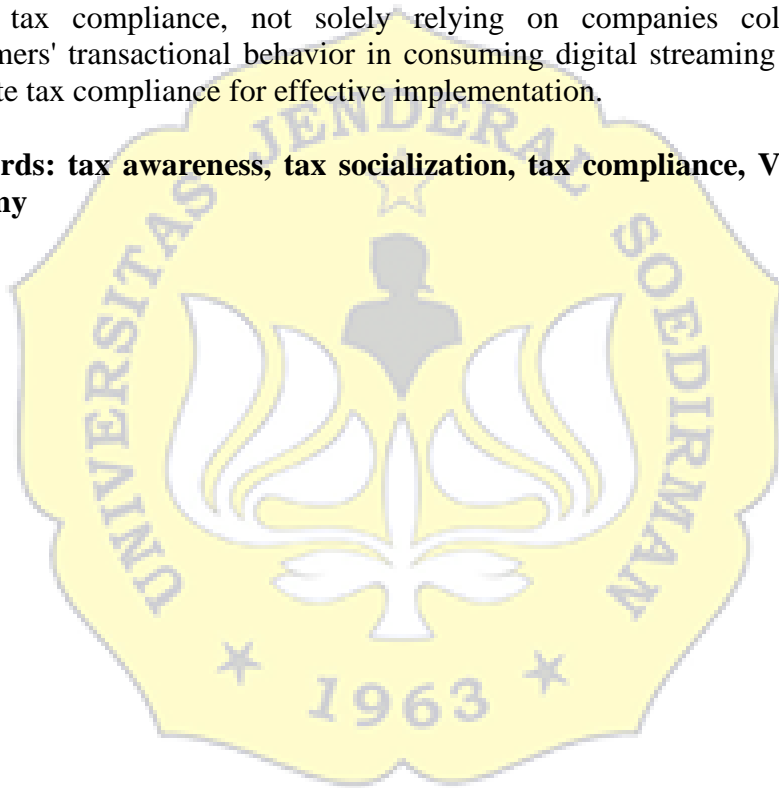 tax compliance, not solely relying on companies col
mers' transactional behavior in consuming digital streaming
te tax compliance for effective implementation.
rds: tax awareness, tax socialization, tax compliance, V
ny
UNIVERSITAS JENDERAL SOEDIRMAN
1963